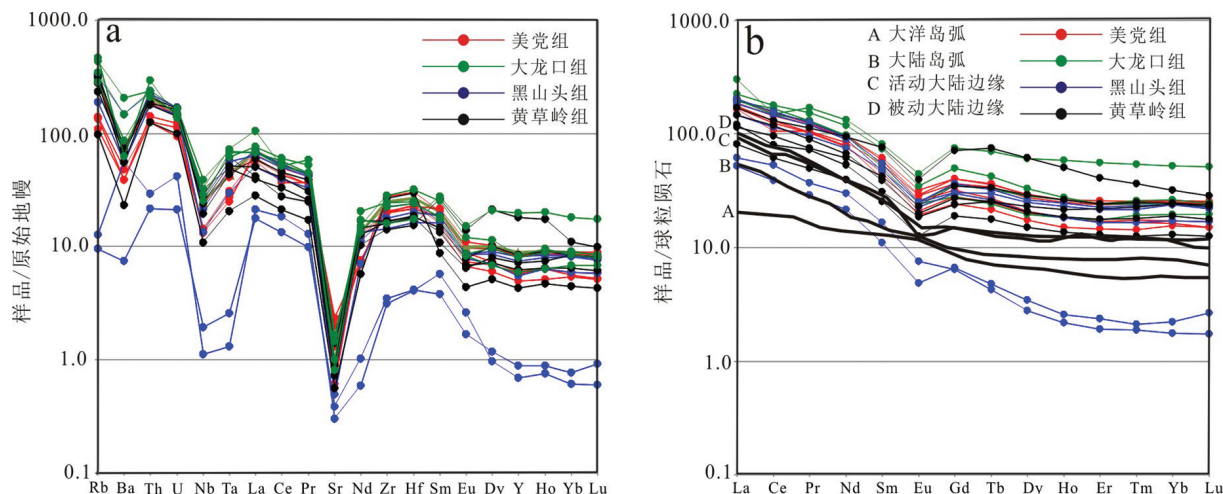 a
1000.0
100.0
10.0
1.0
0.1
样品/原始地幔
美党组
大龙口组
黑山头组
黄草岭组
Rb Ba Th U Nb Ta La Ce Pr Sr Nd Zr Hf Sm Eu Dy Y Ho Yb Lu
b
1000.0
100.0
10.0
1.0
0.1
样品/球粒陨石
A 大洋岛弧
B 大陆岛弧
C 活动大陆边缘
D 被动大陆边缘
美党组
大龙口组
黑山头组
黄草岭组
D
C
B
A
La Ce Pr Nd Sm Eu Gd Tb Dy Ho Er Tm Yb Lu